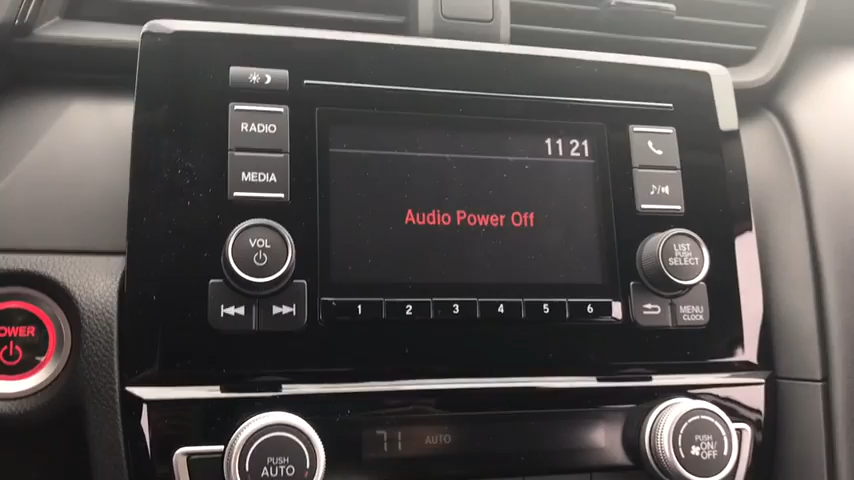 RADIO
MEDIA
VOL
11 21
Audio Power Off
LIST
PUSH
SELECT
MENU
CLOCK
1 2 3 4 5 6
POWER
PUSH
AUTO
71 AUTO
PUSH
ON/
OFF